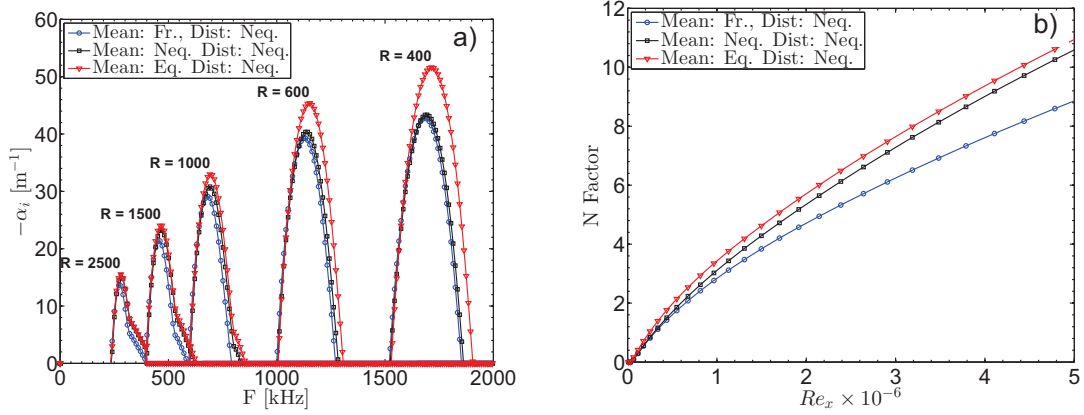 a)
Mean: Fr., Dist: Neq.
Mean: Neq. Dist: Neq.
Mean: Eq. Dist: Neq.
R = 400
R = 600
R = 1000
R = 1500
R = 2500
60
50
40
30
20
10
0
−αᵢ [m⁻¹]
0 500 1000 1500 2000
F [kHz]
b)
Mean: Fr., Dist: Neq.
Mean: Neq. Dist: Neq.
Mean: Eq. Dist: Neq.
12
10
8
6
4
2
0
N Factor
0 1 2 3 4 5
Reₓ × 10⁻⁶